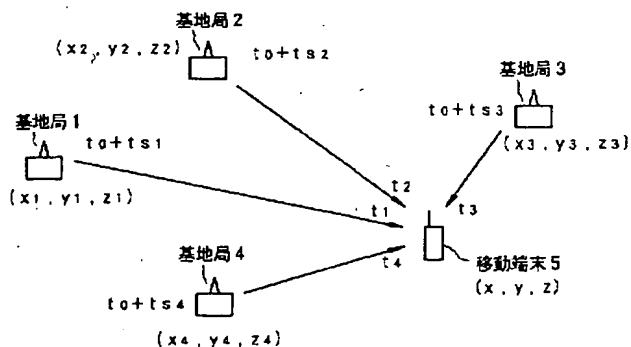 基地局2
(x2, y2, z2)
to+ts2
基地局3
to+ts3
(x3, y3, z3)
基地局1
to+ts1
(x1, y1, z1)
t2
t1
t3
基地局4
t4
移動端末5
(x, y, z)
to+ts4
(x4, y4, z4)